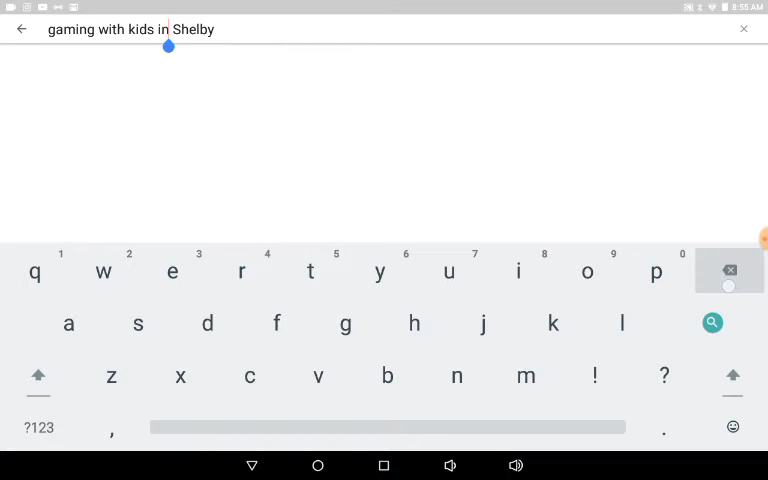 8:55 AM
gaming with kids in Shelby
1 2 3 4 5 6 7 8 9 0
q w e r t y u i o p
a s d f g h j k l
z x c v b n m ! ?
?123 , .